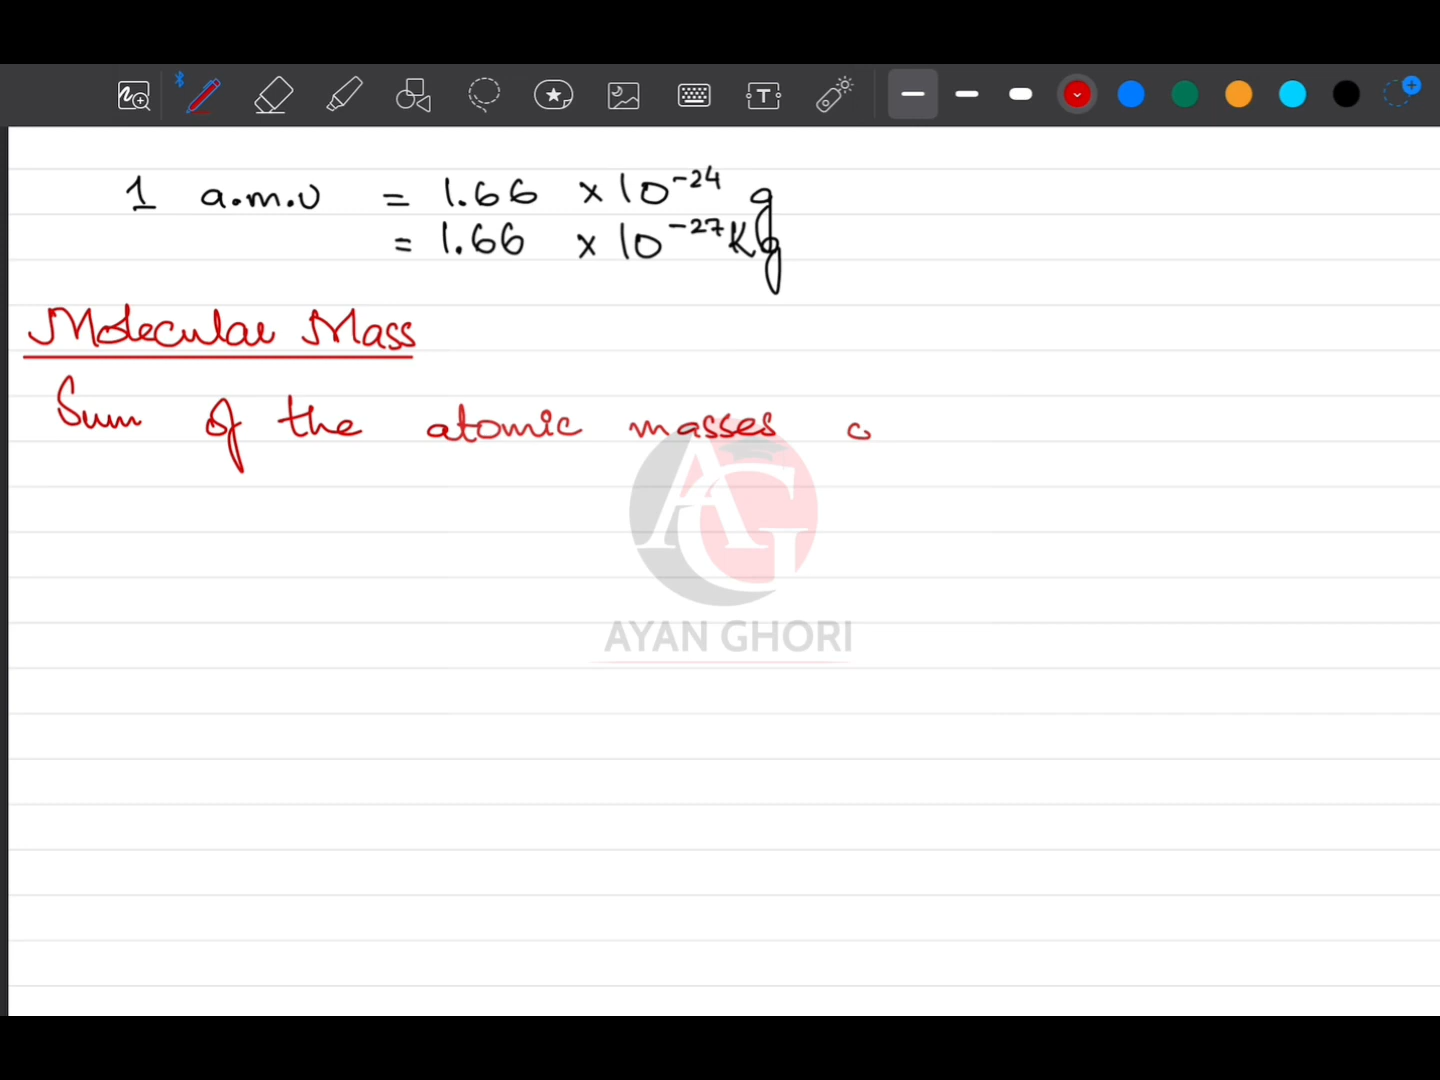 1 a.m.u = 1.66 × 10⁻²⁴ g
= 1.66 × 10⁻²⁷ Kg
Molecular Mass
Sum of the atomic masses o
AG
AYAN GHORI